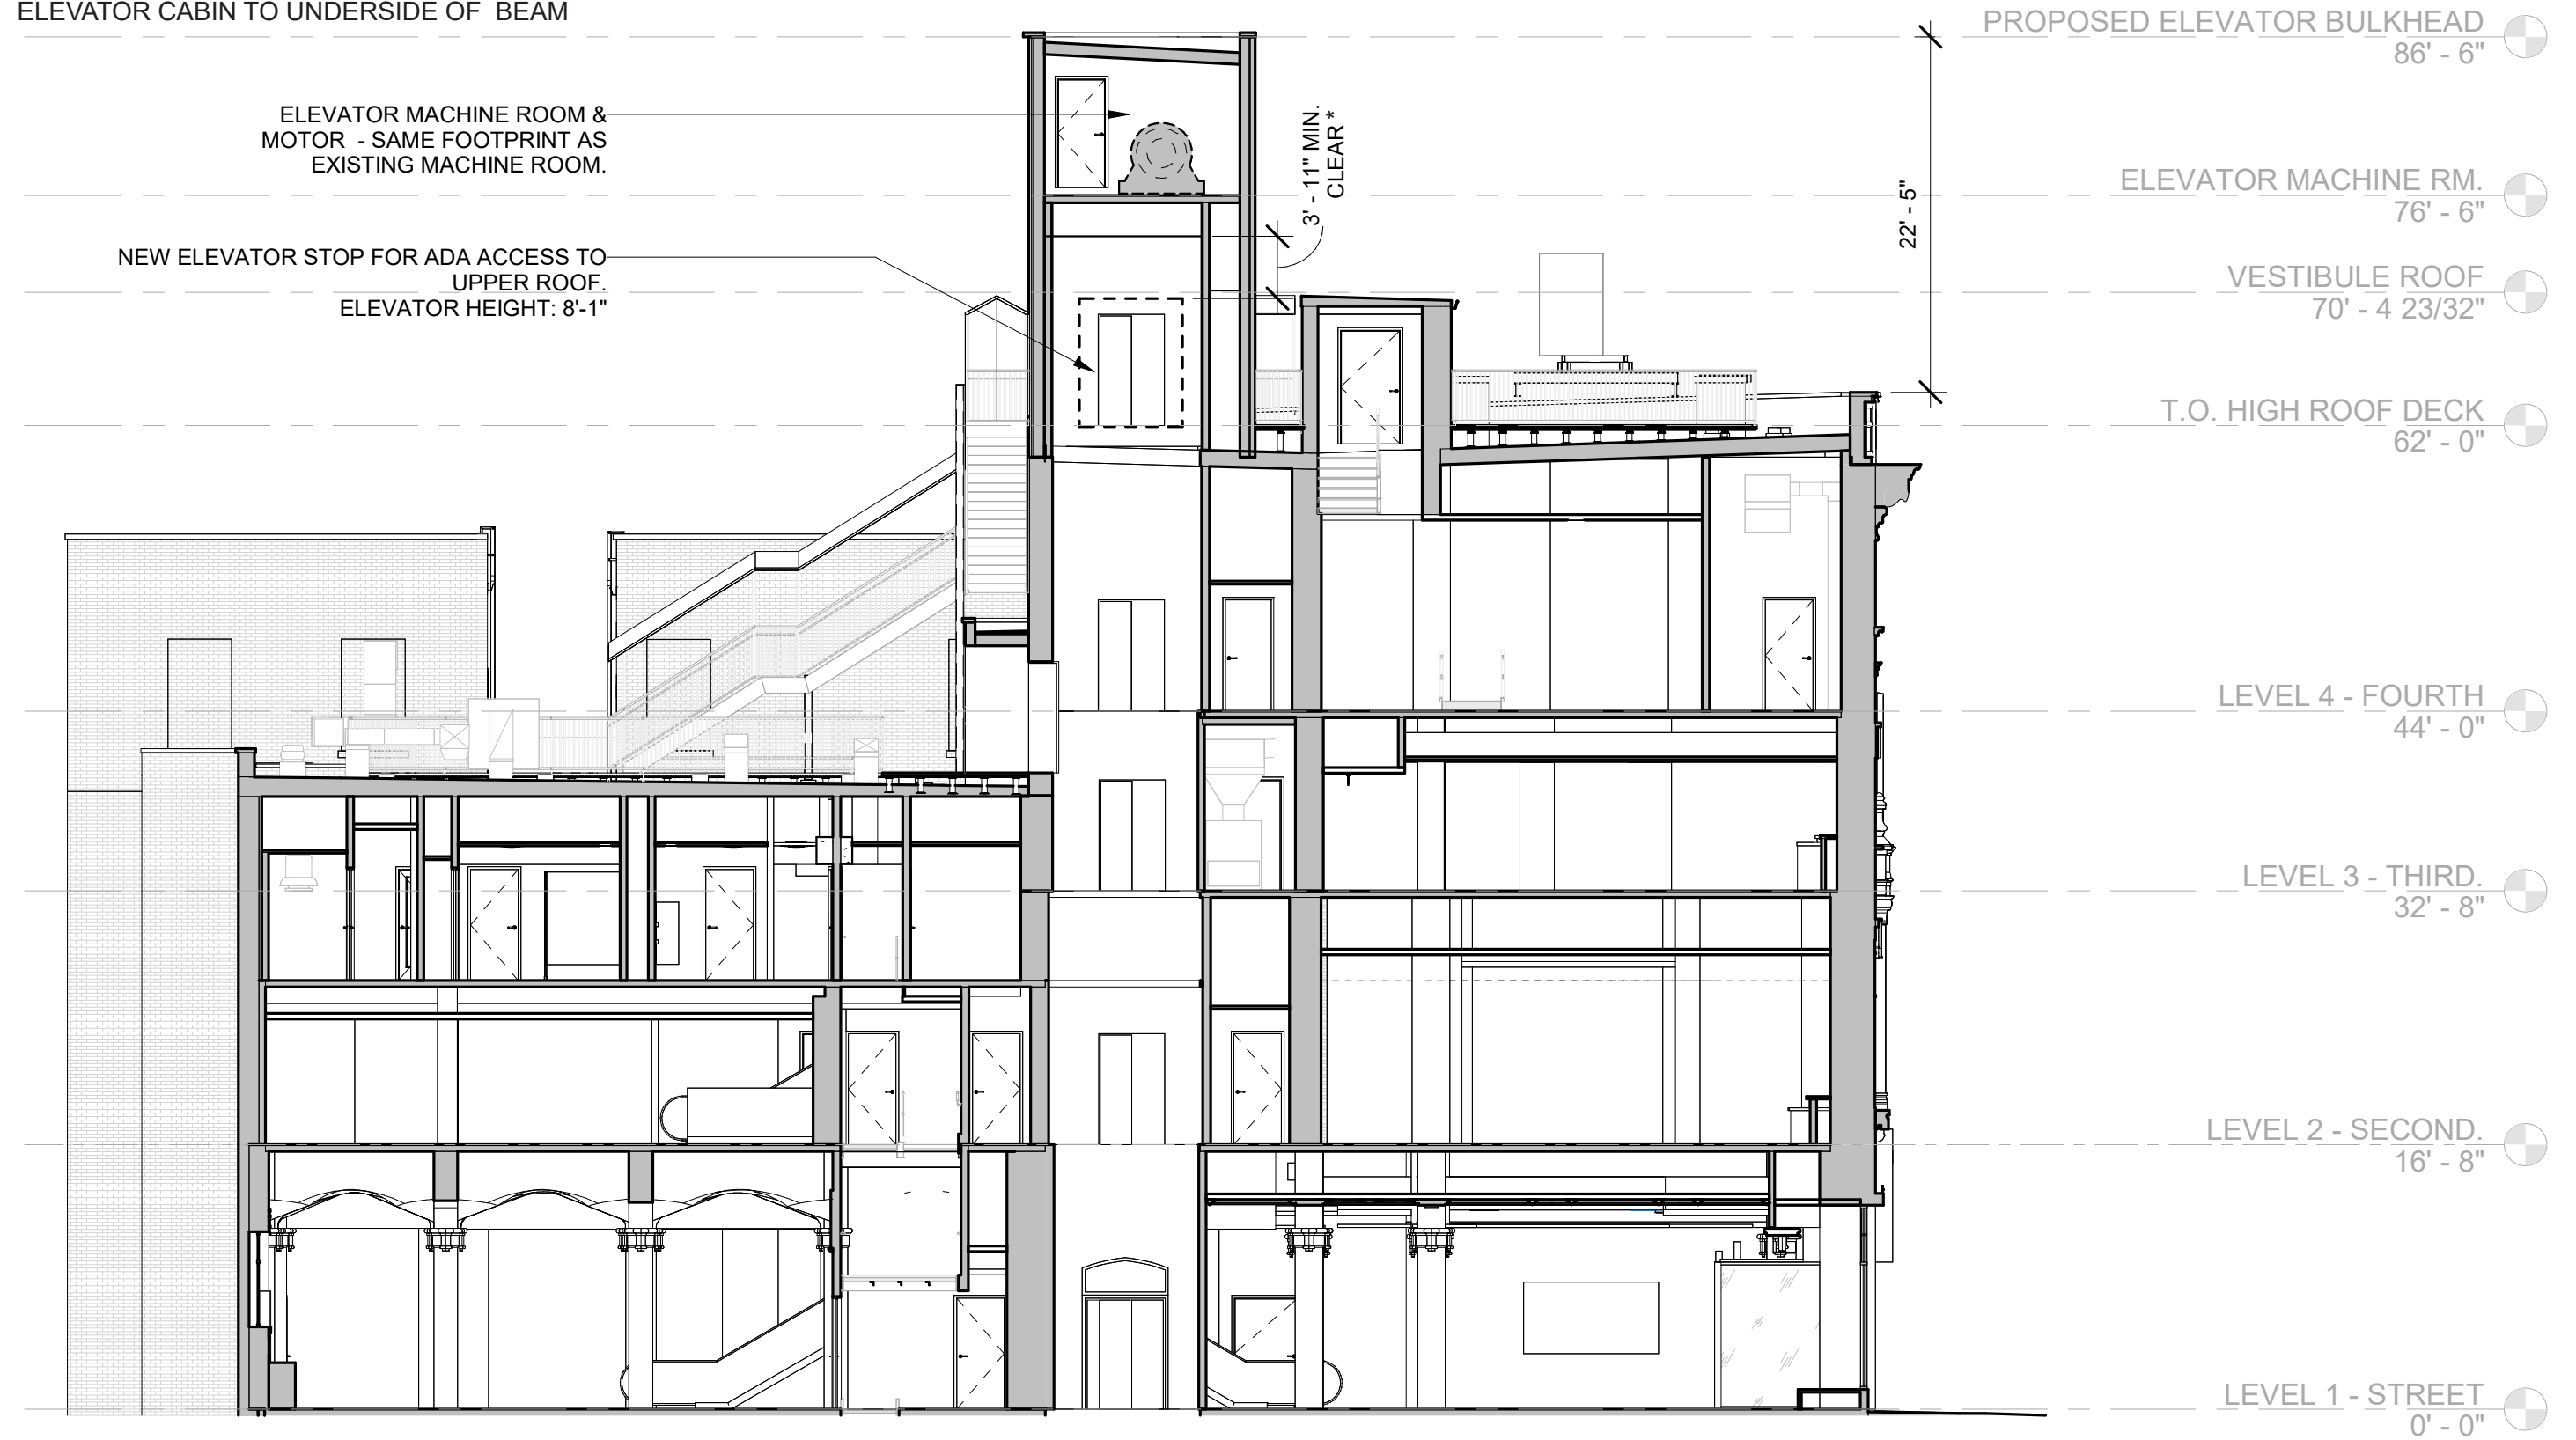 ELEVATOR CABIN TO UNDERSIDE OF BEAM
PROPOSED ELEVATOR BULKHEAD
86' - 6"
ELEVATOR MACHINE ROOM &
MOTOR - SAME FOOTPRINT AS
EXISTING MACHINE ROOM.
3' - 11" MIN.
CLEAR *
22' - 5"
ELEVATOR MACHINE RM.
76' - 6"
NEW ELEVATOR STOP FOR ADA ACCESS TO
UPPER ROOF.
ELEVATOR HEIGHT: 8'-1"
VESTIBULE ROOF
70' - 4 23/32"
T.O. HIGH ROOF DECK
62' - 0"
LEVEL 4 - FOURTH
44' - 0"
LEVEL 3 - THIRD.
32' - 8"
LEVEL 2 - SECOND.
16' - 8"
LEVEL 1 - STREET
0' - 0"